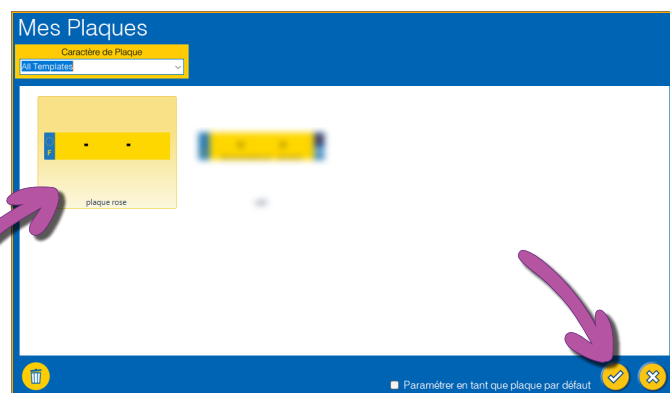 Mes Plaques
Caractère de Plaque
All Templates
F
- -
plaque rose
Paramétrer en tant que plaque par défaut